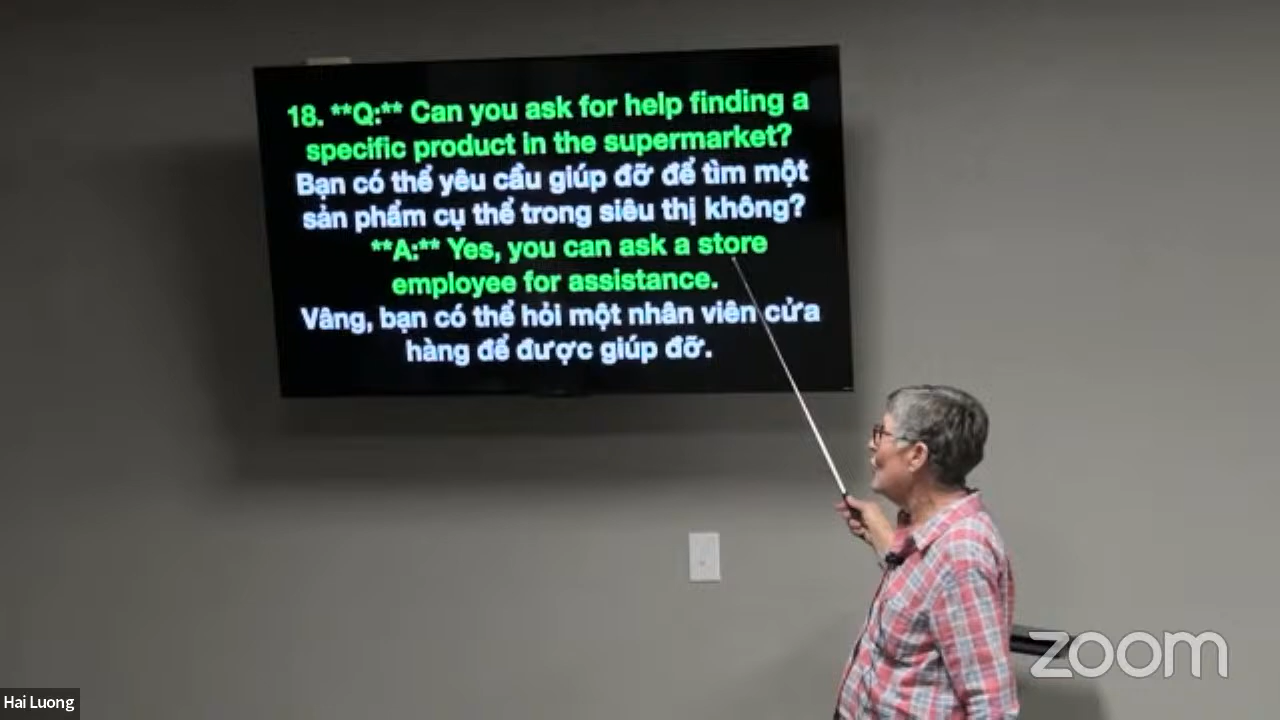 18. **Q:** Can you ask for help finding a
specific product in the supermarket?
Bạn có thể yêu cầu giúp đỡ để tìm một
sản phẩm cụ thể trong siêu thị không?
**A:** Yes, you can ask a store
employee for assistance.
Vâng, bạn có thể hỏi một nhân viên cửa
hàng để được giúp đỡ.
zoom
Hai Luong